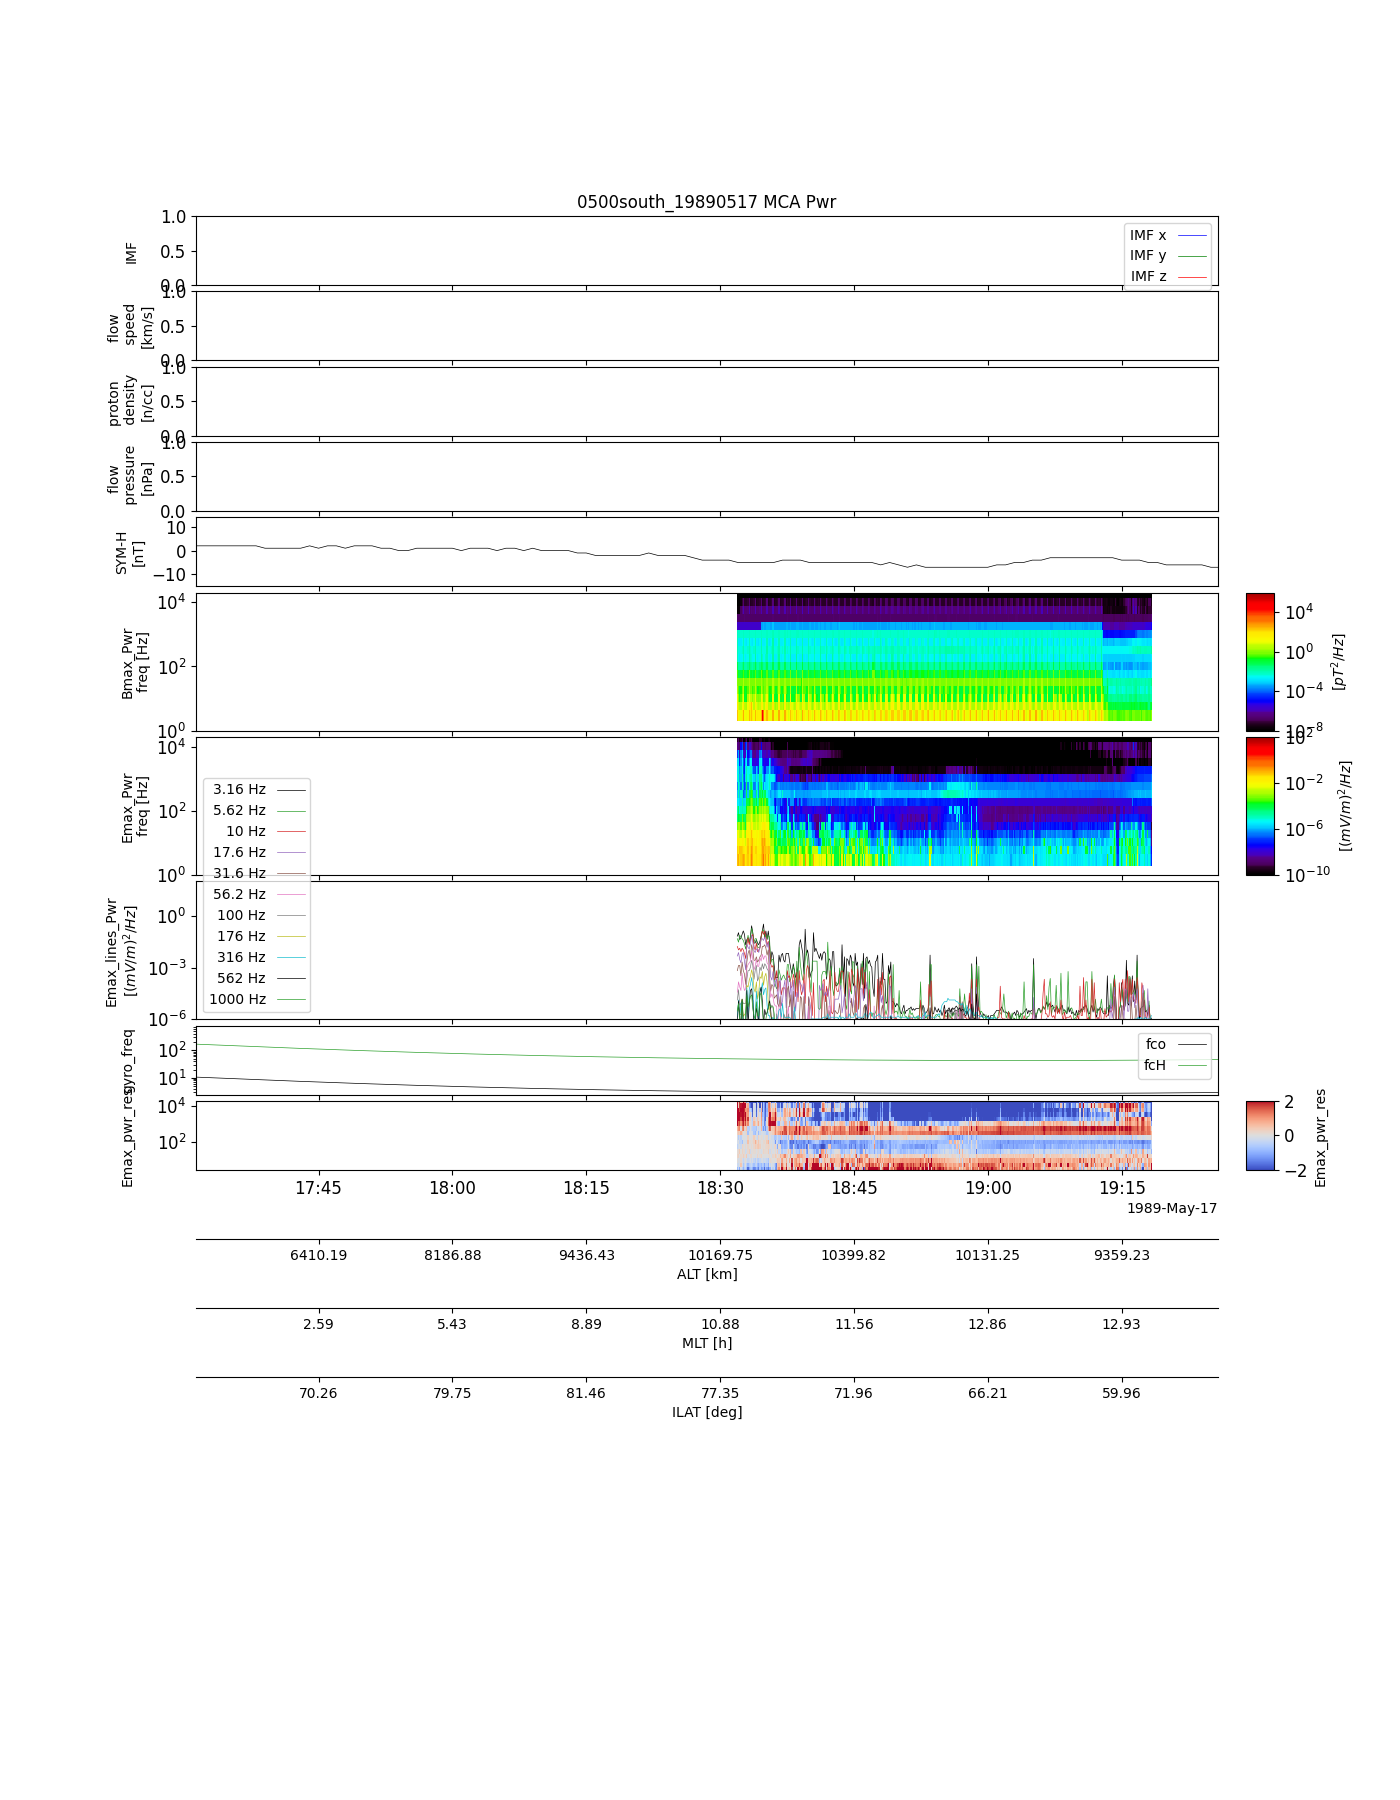 0500south_19890517 MCA Pwr
1.0
0.5
0.0
IMF
IMF x
IMF y
IMF z
1.0
0.5
0.0
flow
speed
[km/s]
1.0
0.5
0.0
proton
density
[n/cc]
1.0
0.5
0.0
flow
pressure
[nPa]
10
0
−10
SYM-H
[nT]
10^4
10^2
10^0
Bmax_Pwr
freq [Hz]
10^4
10^0
10^−4
10^−8
[pT^2/Hz]
10^4
10^2
10^0
Emax_Pwr
freq [Hz]
10^2
10^−2
10^−6
10^−10
[(mV/m)^2/Hz]
3.16 Hz
5.62 Hz
10 Hz
17.6 Hz
31.6 Hz
56.2 Hz
100 Hz
176 Hz
316 Hz
562 Hz
1000 Hz
10^0
10^−3
10^−6
Emax_lines_Pwr
[(mV/m)^2/Hz]
10^2
10^1
gyro_freq
fco
fcH
10^4
10^2
Emax_pwr_res
2
0
−2
Emax_pwr_res
17:45 18:00 18:15 18:30 18:45 19:00 19:15
1989-May-17
6410.19 8186.88 9436.43 10169.75 10399.82 10131.25 9359.23
ALT [km]
2.59 5.43 8.89 10.88 11.56 12.86 12.93
MLT [h]
70.26 79.75 81.46 77.35 71.96 66.21 59.96
ILAT [deg]